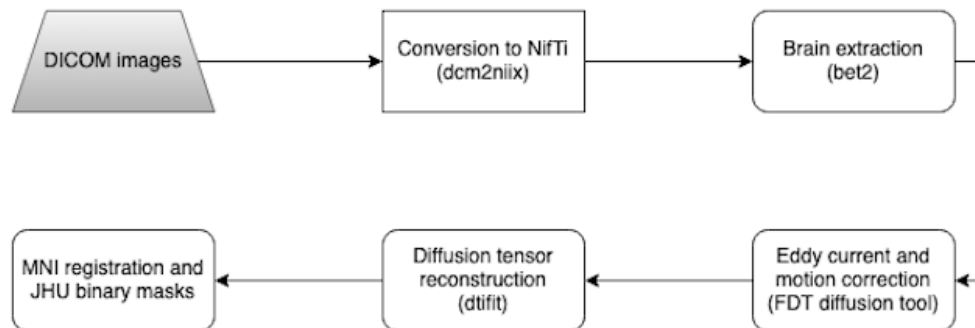 DICOM images
Conversion to NifTi
(dcm2niix)
Brain extraction
(bet2)
Eddy current and
motion correction
(FDT diffusion tool)
Diffusion tensor
reconstruction
(dtifit)
MNI registration and
JHU binary masks